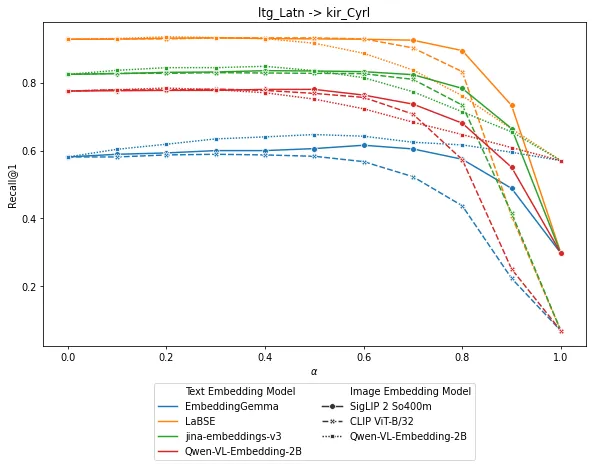 ltg_Latn -> kir_Cyrl
Recall@1
0.8
0.6
0.4
0.2
0.0 0.2 0.4 0.6 0.8 1.0
α
Text Embedding Model
EmbeddingGemma
LaBSE
jina-embeddings-v3
Qwen-VL-Embedding-2B
Image Embedding Model
SigLIP 2 So400m
CLIP ViT-B/32
Qwen-VL-Embedding-2B